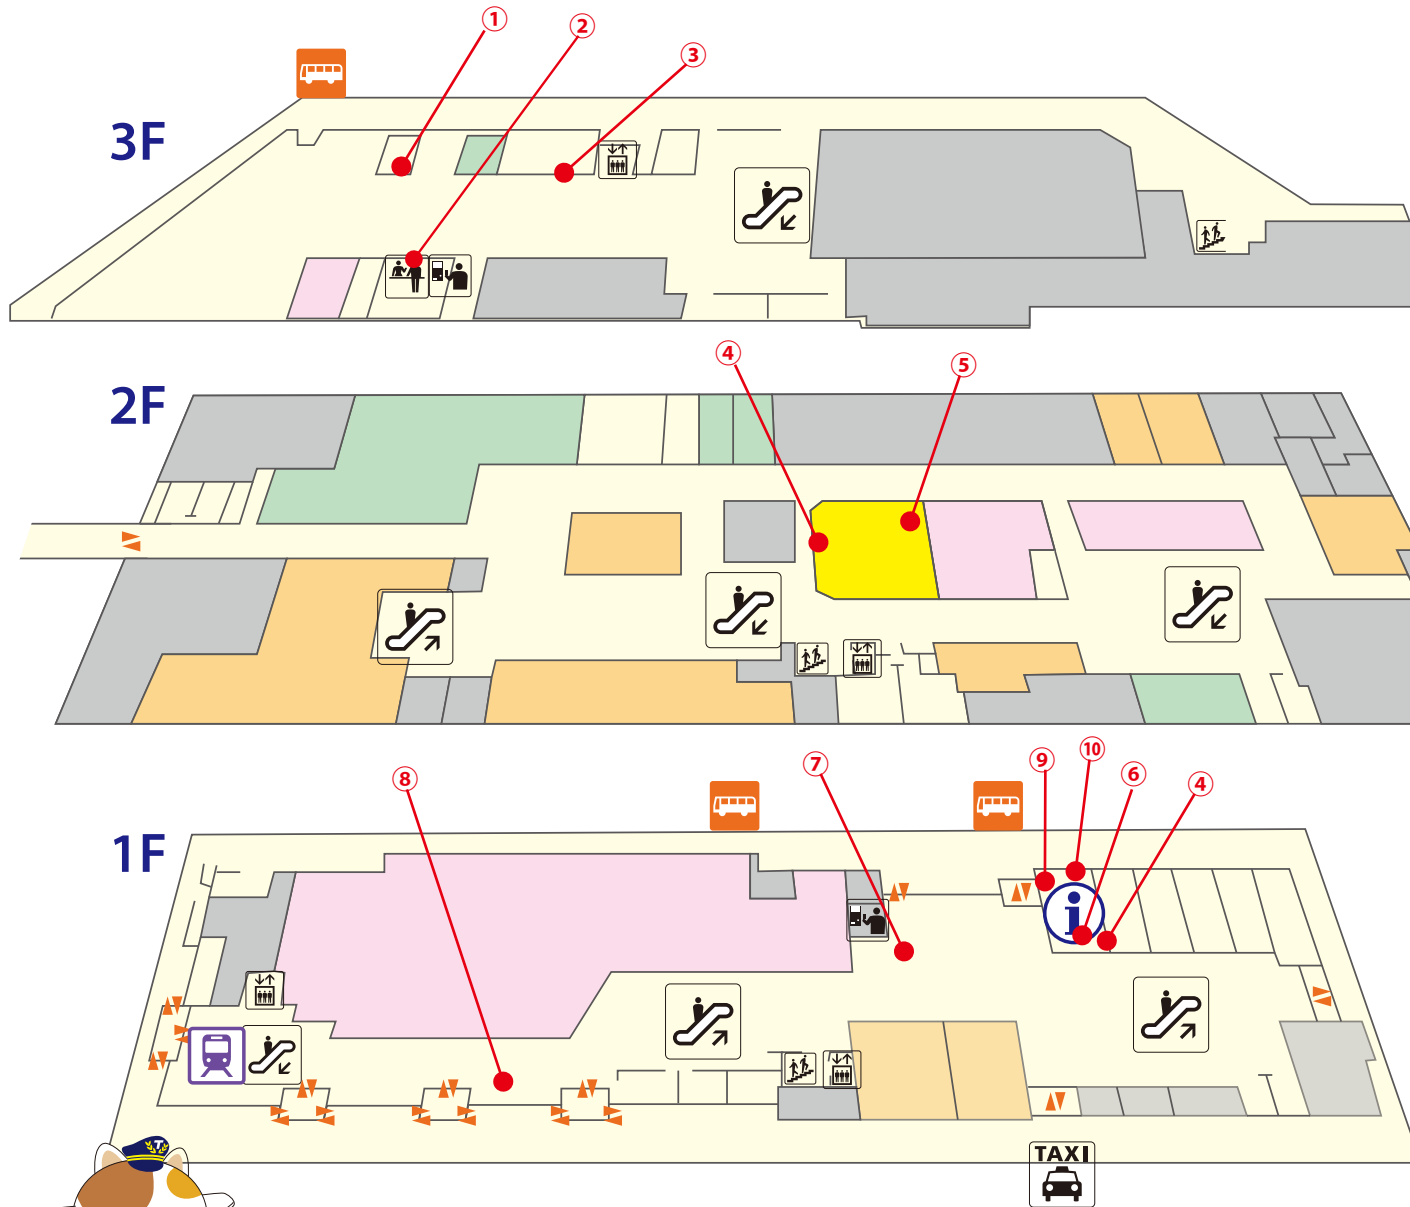 ①
②
③
3F
④
⑤
2F
⑧
⑦
⑨
⑩
⑥
④
1F
i
T
TAXI